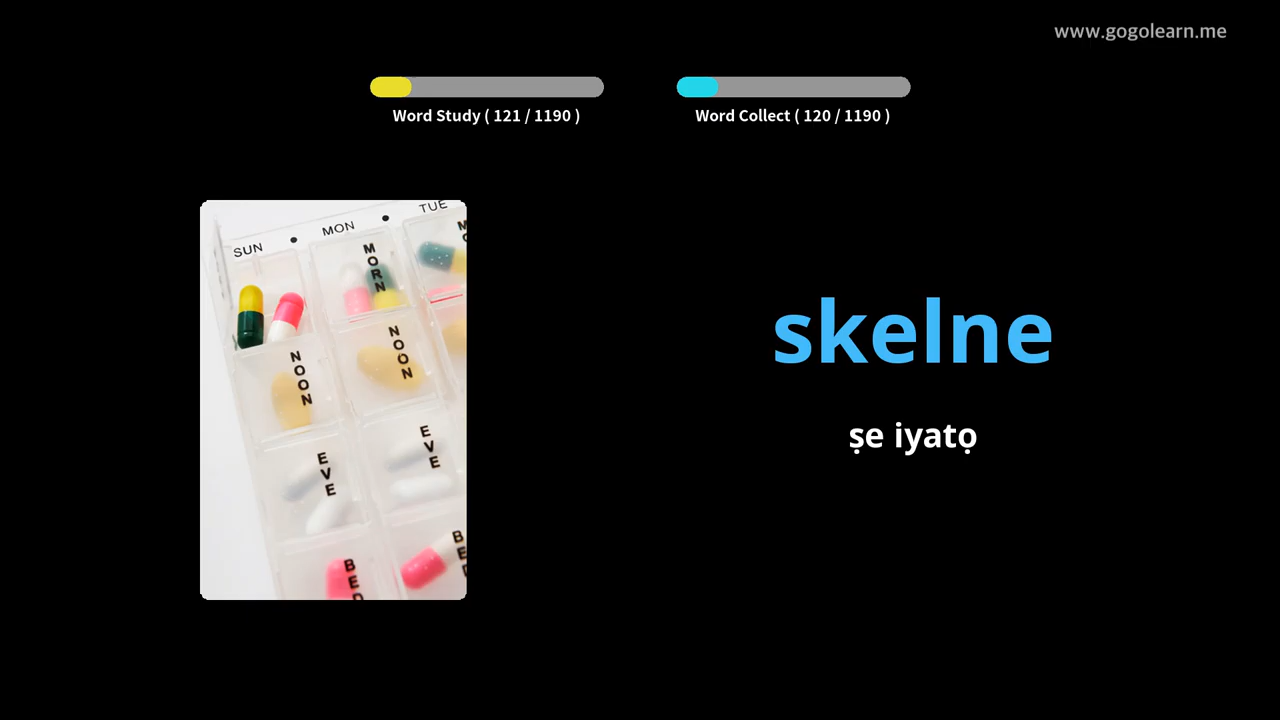 www.gogolearn.me
Word Study ( 121 / 1190 )
Word Collect ( 120 / 1190 )
SUN • MON • TUE
MORN
NOON
NOON
EVE
EVE
BED
skelne
ṣe iyatọ